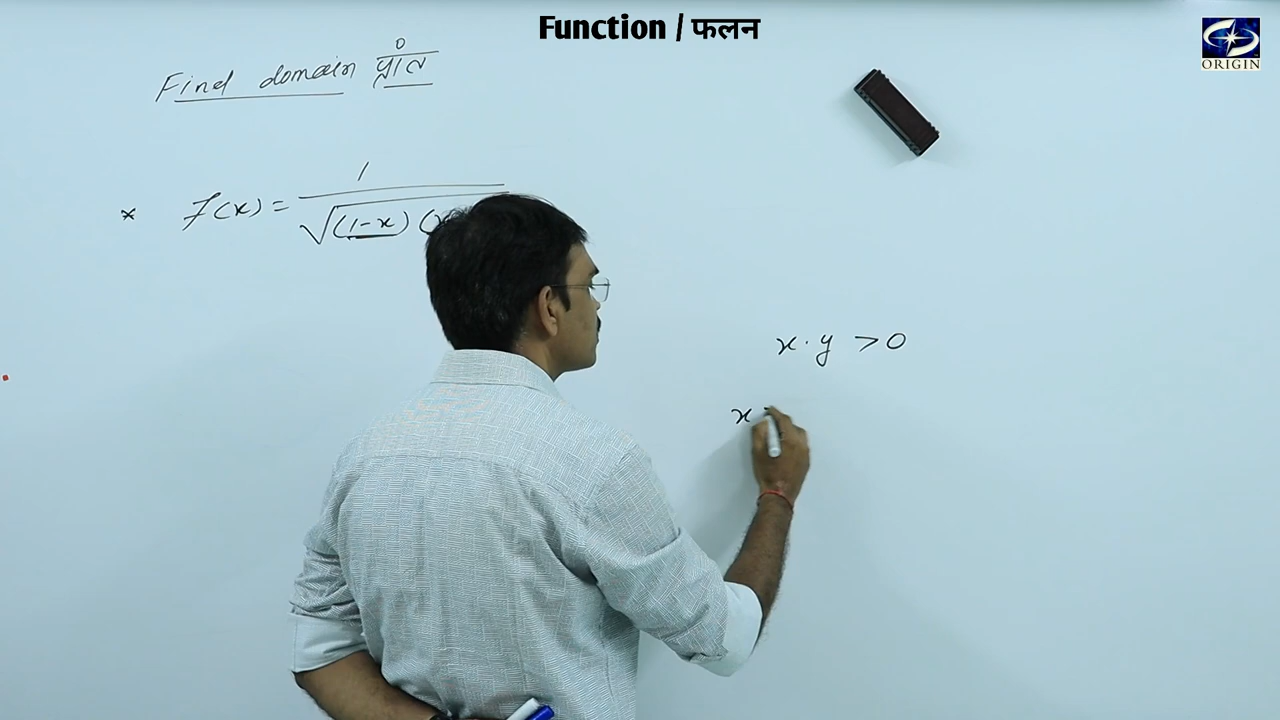 Function / फलन
ORIGIN
Find domain प्रांत
* f(x) = 1 / √(1-x) (x
x · y > 0
x